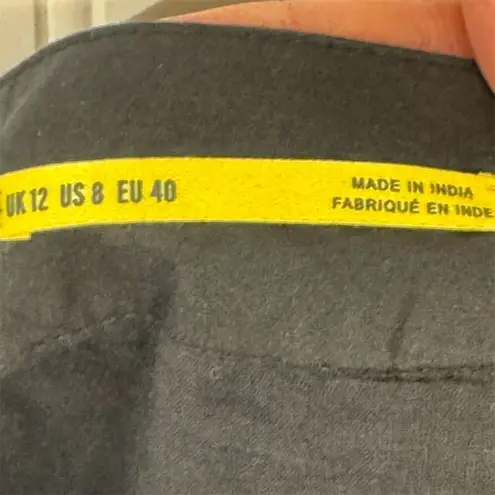 UK 12 US 8 EU 40
MADE IN INDIA
FABRIQUÉ EN INDE